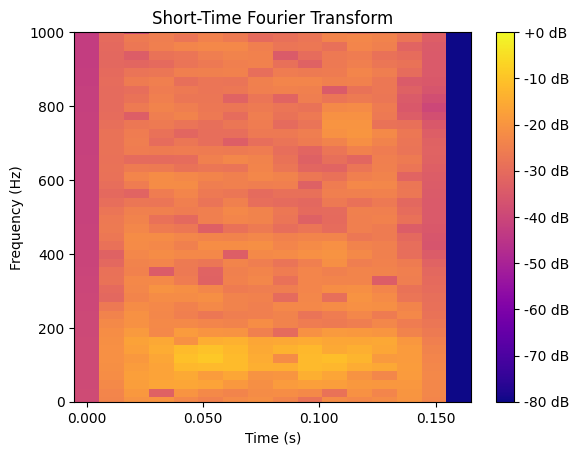 Short-Time Fourier Transform
1000
800
600
400
200
0
Frequency (Hz)
0.000
0.050
0.100
0.150
Time (s)
+0 dB
-10 dB
-20 dB
-30 dB
-40 dB
-50 dB
-60 dB
-70 dB
-80 dB